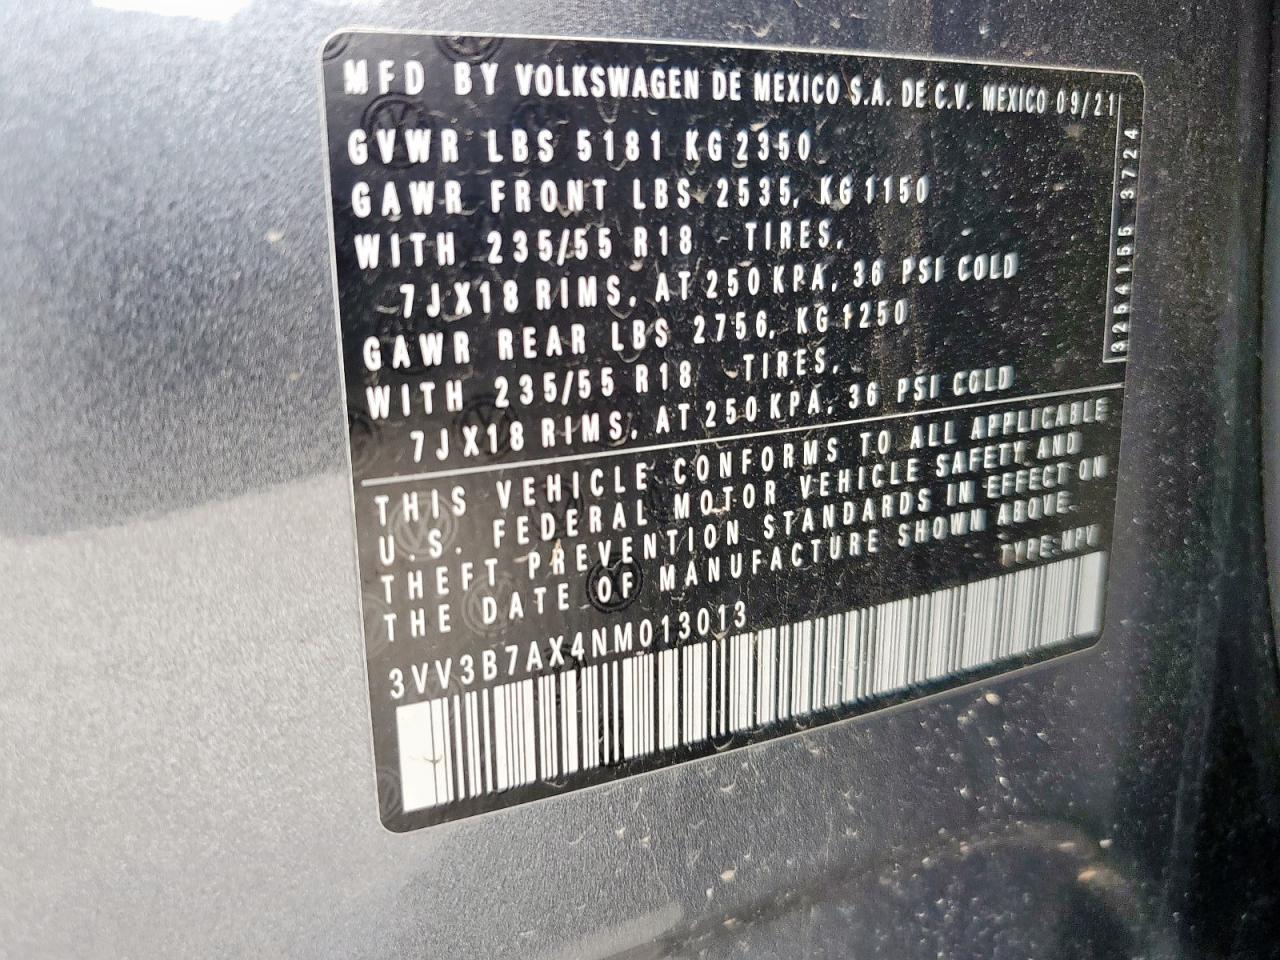 MFD BY VOLKSWAGEN DE MEXICO S.A. DE C.V. MEXICO 09/21
GVWR LBS 5181 KG 2350
GAWR FRONT LBS 2535, KG 1150
WITH 235/55 R18 - TIRES,
7JX18 RIMS, AT 250 KPA, 36 PSI COLD
GAWR REAR LBS 2756, KG 1250
WITH 235/55 R18 - TIRES,
7JX18 RIMS, AT 250 KPA, 36 PSI COLD
3254155 3724
THIS VEHICLE CONFORMS TO ALL APPLICABLE
U.S. FEDERAL MOTOR VEHICLE SAFETY AND
THEFT PREVENTION STANDARDS IN EFFECT ON
THE DATE OF MANUFACTURE SHOWN ABOVE.
TYPE:MPV
3VV3B7AX4NM013013